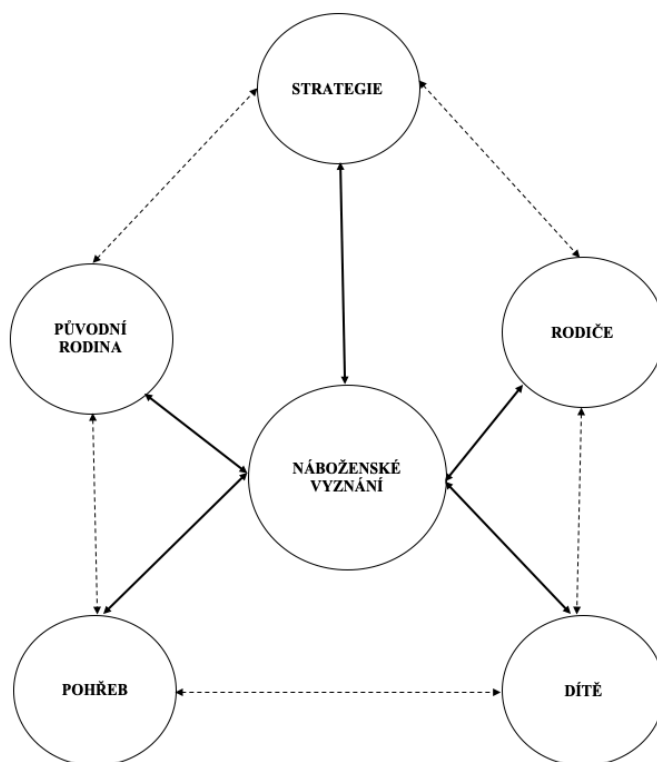 STRATEGIE
PŮVODNÍ
RODINA
RODIČE
NÁBOŽENSKÉ
VYZNÁNÍ
POHŘEB
DÍTĚ